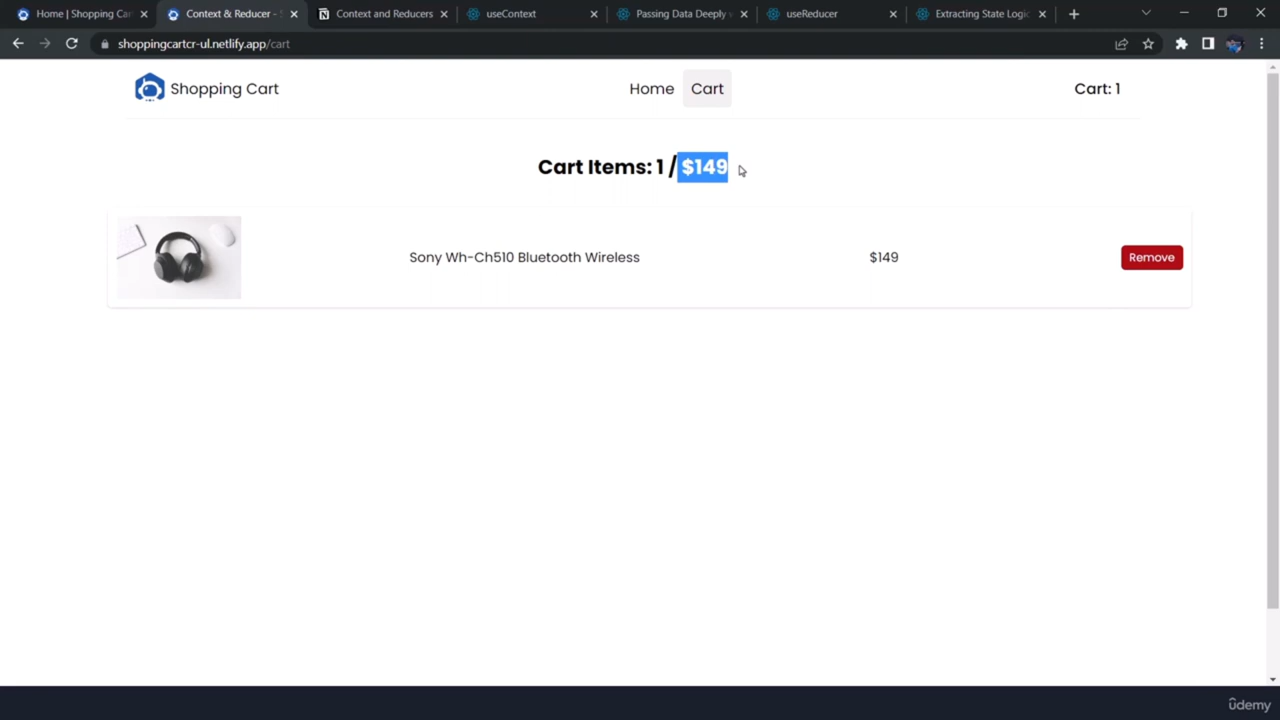 Home | Shopping Car
Context & Reducer - S
Context and Reducers
useContext
Passing Data Deeply w
useReducer
Extracting State Logic
shoppingcartcr-ul.netlify.app/cart
Shopping Cart
Home
Cart
Cart: 1
Cart Items: 1 / $149
Sony Wh-Ch510 Bluetooth Wireless
$149
Remove
ûdemy